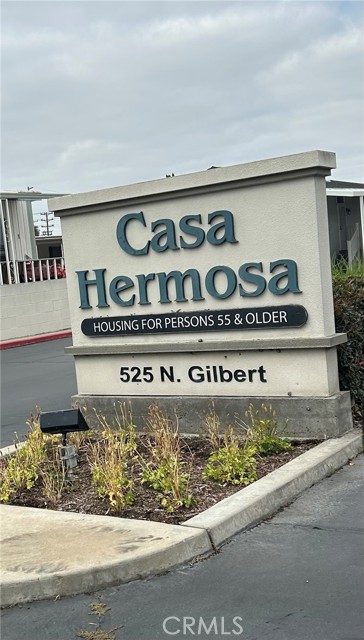 Casa
Hermosa
HOUSING FOR PERSONS 55 & OLDER
525 N. Gilbert
CRMLS